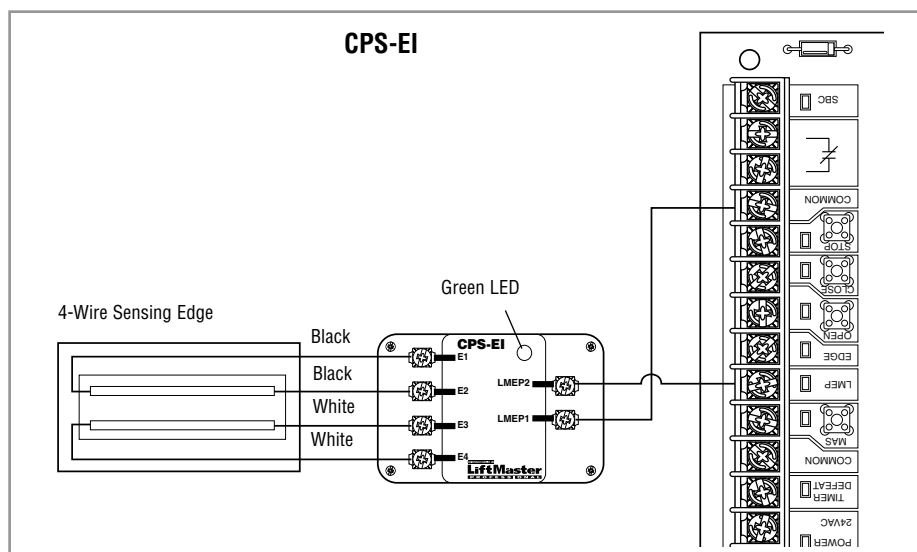 CPS-EI
4-Wire Sensing Edge
Black
Black
White
White
Green LED
CPS-EI
E1
E2
E3
E4
LMEP2
LMEP1
LiftMaster
PROFESSIONAL
SBC
COMMON
STOP
CLOSE
OPEN
EDGE
LMEP
MAS
COMMON
TIMER
DEFEAT
24VAC
POWER